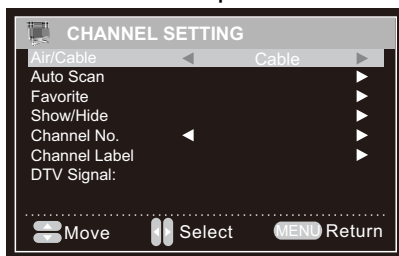 CHANNEL SETTING
Air/Cable Cable
Auto Scan
Favorite
Show/Hide
Channel No.
Channel Label
DTV Signal:
Move Select MENU Return